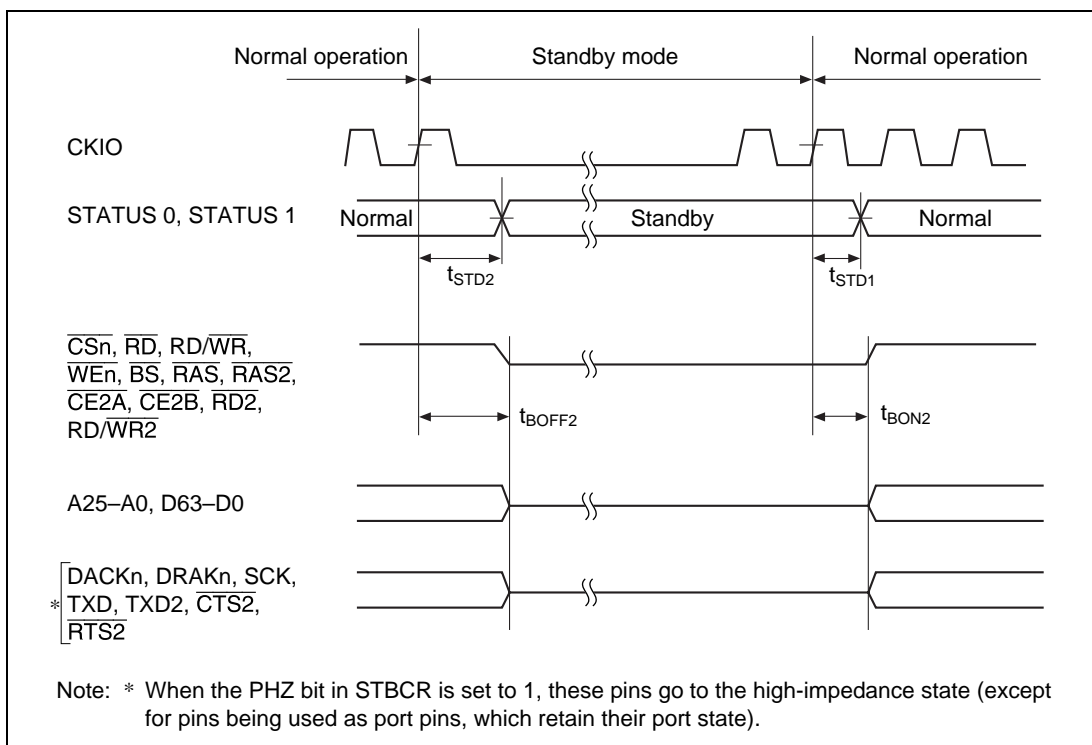 Normal operation Standby mode Normal operation
CKIO
STATUS 0, STATUS 1 Normal Standby Normal
tSTD2 tSTD1
CSn, RD, RD/WR,
WEn, BS, RAS, RAS2,
CE2A, CE2B, RD2,
RD/WR2
tBOFF2 tBON2
A25–A0, D63–D0
DACKn, DRAKn, SCK,
* TXD, TXD2, CTS2,
RTS2
Note: * When the PHZ bit in STBCR is set to 1, these pins go to the high-impedance state (except
for pins being used as port pins, which retain their port state).